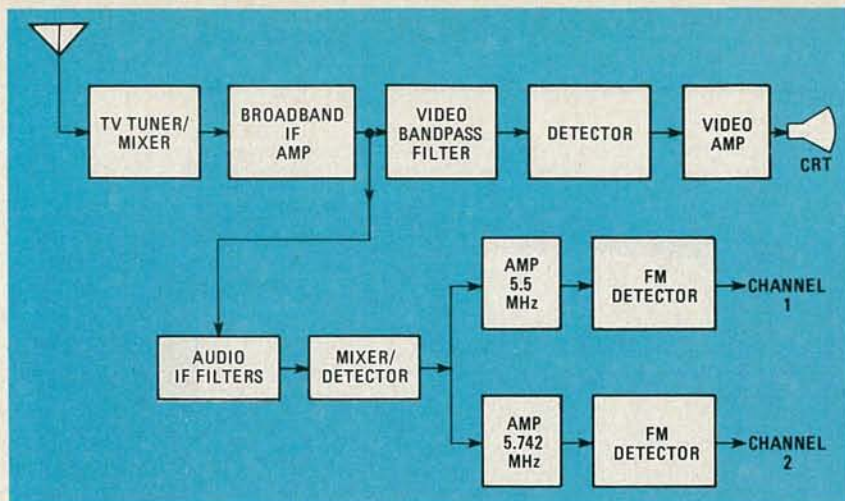 TV TUNER/
MIXER
BROADBAND
IF
AMP
VIDEO
BANDPASS
FILTER
DETECTOR
VIDEO
AMP
CRT
AMP
5.5
MHz
FM
DETECTOR
CHANNEL
1
AUDIO
IF FILTERS
MIXER/
DETECTOR
AMP
5.742
MHz
FM
DETECTOR
CHANNEL
2